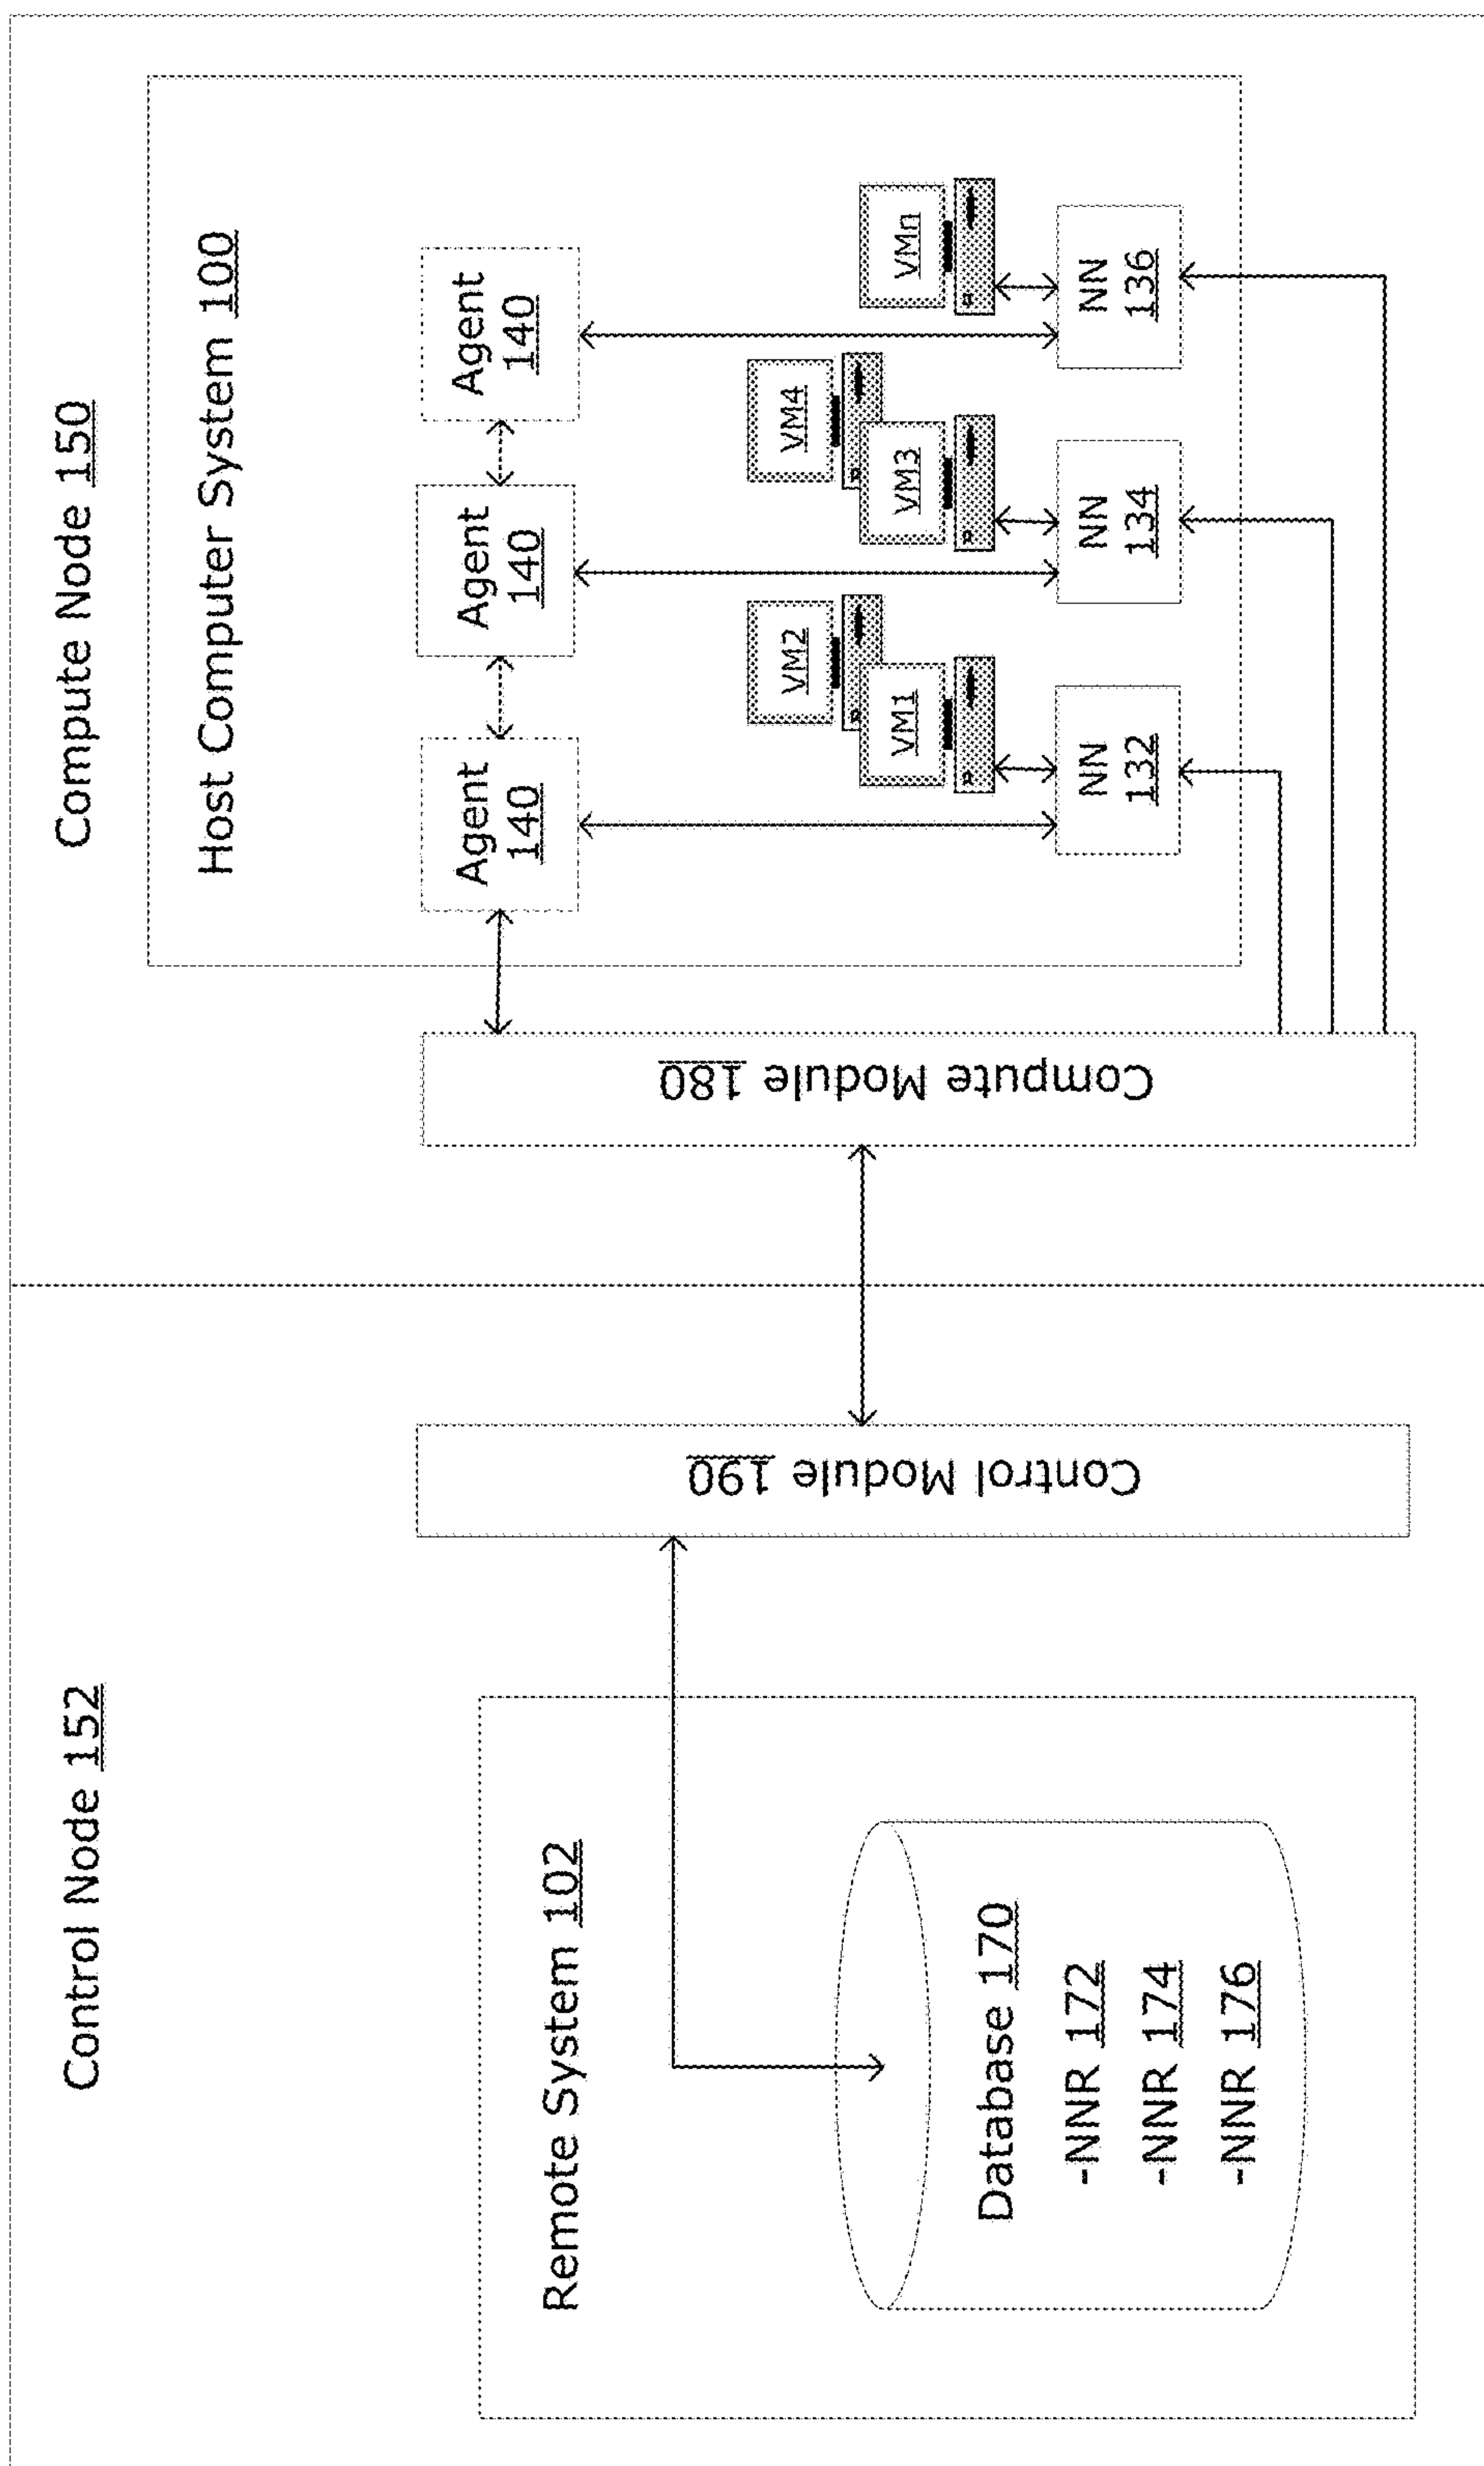 Control Node 152
Remote System 102
Database 170
-NNR 172
-NNR 174
-NNR 176
Control Module 190
Compute Node 150
Compute Module 180
Host Computer System 100
Agent
140
Agent
140
Agent
140
VM2
VM4
VM1
VM3
VMn
NN
132
NN
134
NN
136